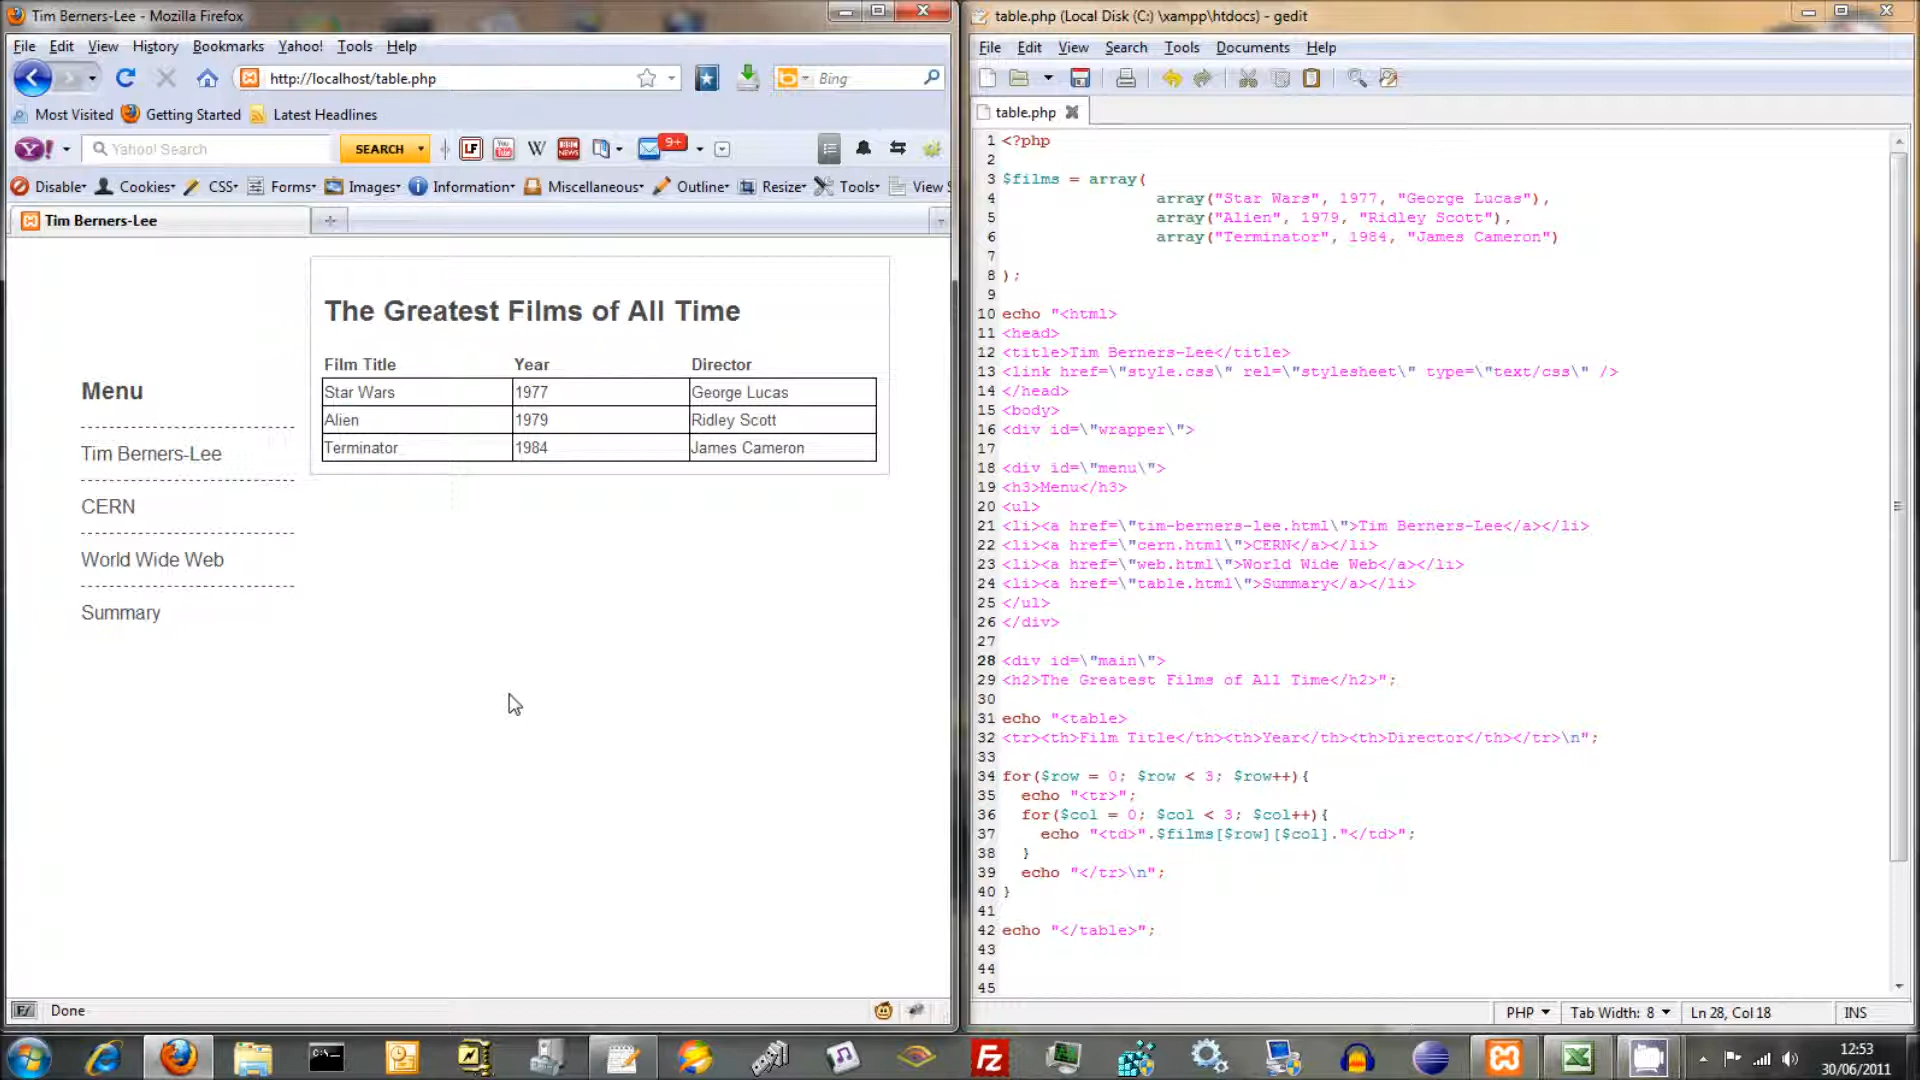 Tim Berners-Lee - Mozilla Firefox
File Edit View History Bookmarks Yahoo! Tools Help
http://localhost/table.php
Bing
Most Visited Getting Started Latest Headlines
Y! Yahoo! Search SEARCH LF You Tube W BBC NEWS 9+
Disable Cookies CSS Forms Images Information Miscellaneous Outline Resize Tools View S
Tim Berners-Lee
The Greatest Films of All Time
Film Title Year Director
Star Wars 1977 George Lucas
Alien 1979 Ridley Scott
Terminator 1984 James Cameron
Menu
Tim Berners-Lee
CERN
World Wide Web
Summary
Done
table.php (Local Disk (C:) \xampp\htdocs) - gedit
File Edit View Search Tools Documents Help
table.php
1 <?php
2
3 $films = array(
4 array("Star Wars", 1977, "George Lucas"),
5 array("Alien", 1979, "Ridley Scott"),
6 array("Terminator", 1984, "James Cameron")
7
8 );
9
10 echo "<html>
11 <head>
12 <title>Tim Berners-Lee</title>
13 <link href=\"style.css\" rel=\"stylesheet\" type=\"text/css\" />
14 </head>
15 <body>
16 <div id=\"wrapper\">
17
18 <div id=\"menu\">
19 <h3>Menu</h3>
20 <ul>
21 <li><a href=\"tim-berners-lee.html\">Tim Berners-Lee</a></li>
22 <li><a href=\"cern.html\">CERN</a></li>
23 <li><a href=\"web.html\">World Wide Web</a></li>
24 <li><a href=\"table.html\">Summary</a></li>
25 </ul>
26 </div>
27
28 <div id=\"main\">
29 <h2>The Greatest Films of All Time</h2>";
30
31 echo "<table>
32 <tr><th>Film Title</th><th>Year</th><th>Director</th></tr>\n";
33
34 for($row = 0; $row < 3; $row++){
35 echo "<tr>";
36 for($col = 0; $col < 3; $col++){
37 echo "<td>".$films[$row][$col]."</td>";
38 }
39 echo "</tr>\n";
40 }
41
42 echo "</table>";
43
44
45
PHP Tab Width: 8 Ln 28, Col 18 INS
C:\
Fz
12:53
30/06/2011